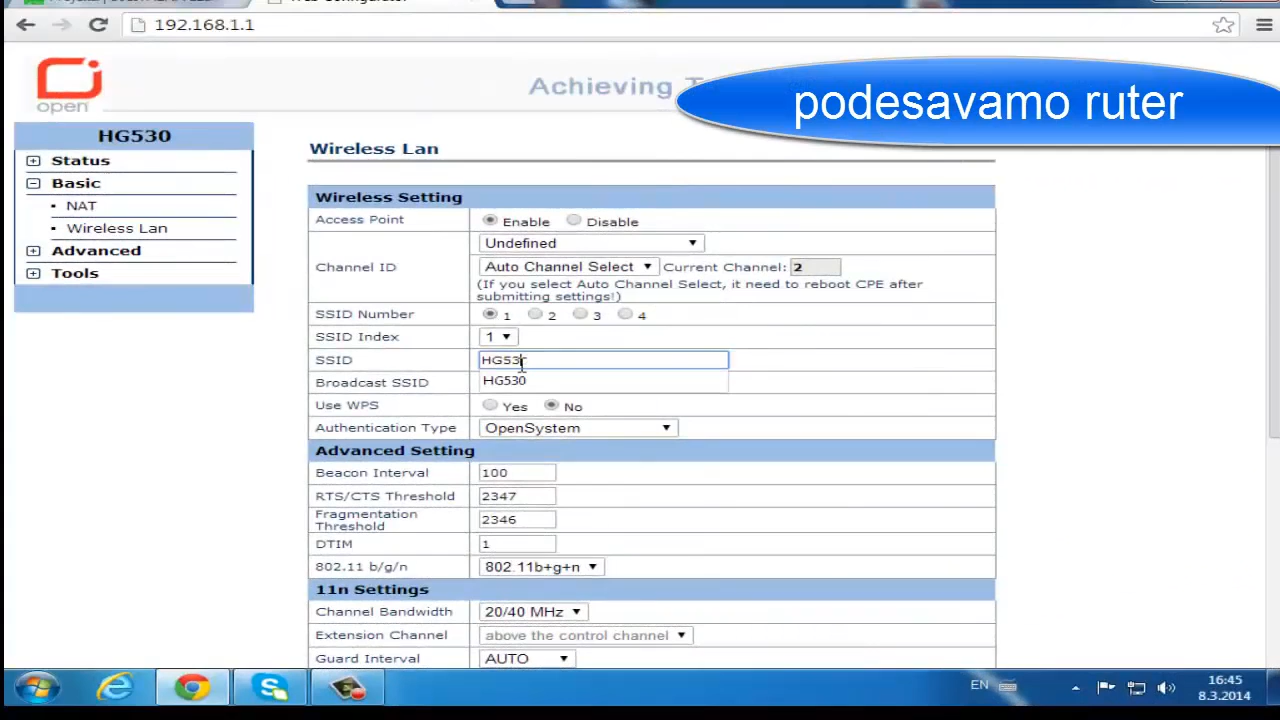 192.168.1.1
open
Achieving
podesavamo ruter
HG530
Status
Basic
NAT
Wireless Lan
Advanced
Tools
Wireless Lan
Wireless Setting
Access Point Enable Disable
Undefined
Channel ID Auto Channel Select Current Channel: 2
(If you select Auto Channel Select, it need to reboot CPE after
submitting settings!)
SSID Number 1 2 3 4
SSID Index 1
SSID
Broadcast SSID HG530
Use WPS Yes No
Authentication Type OpenSystem
Advanced Setting
Beacon Interval 100
RTS/CTS Threshold 2347
Fragmentation
Threshold 2346
DTIM 1
802.11 b/g/n 802.11b+g+n
11n Settings
Channel Bandwidth 20/40 MHz
Extension Channel above the control channel
Guard Interval AUTO
EN
16:45
8.3.2014